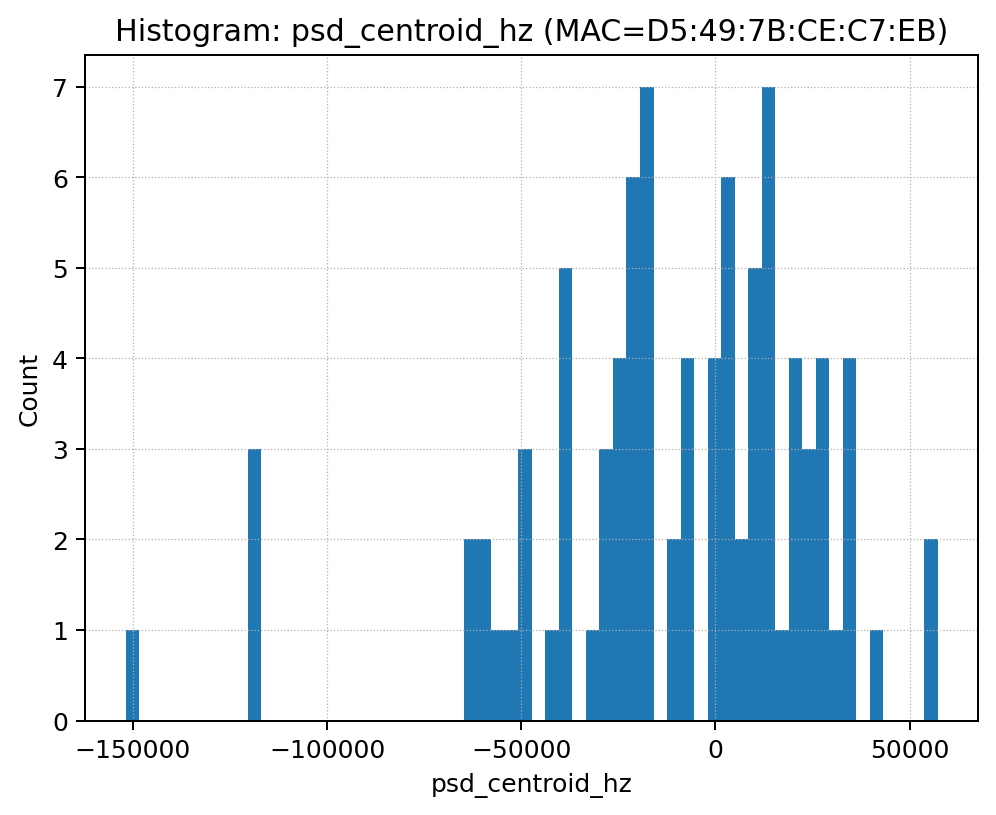 Histogram: psd_centroid_hz (MAC=D5:49:7B:CE:C7:EB)
7
6
5
4
3
2
1
0
Count
−150000 −100000 −50000 0 50000
psd_centroid_hz